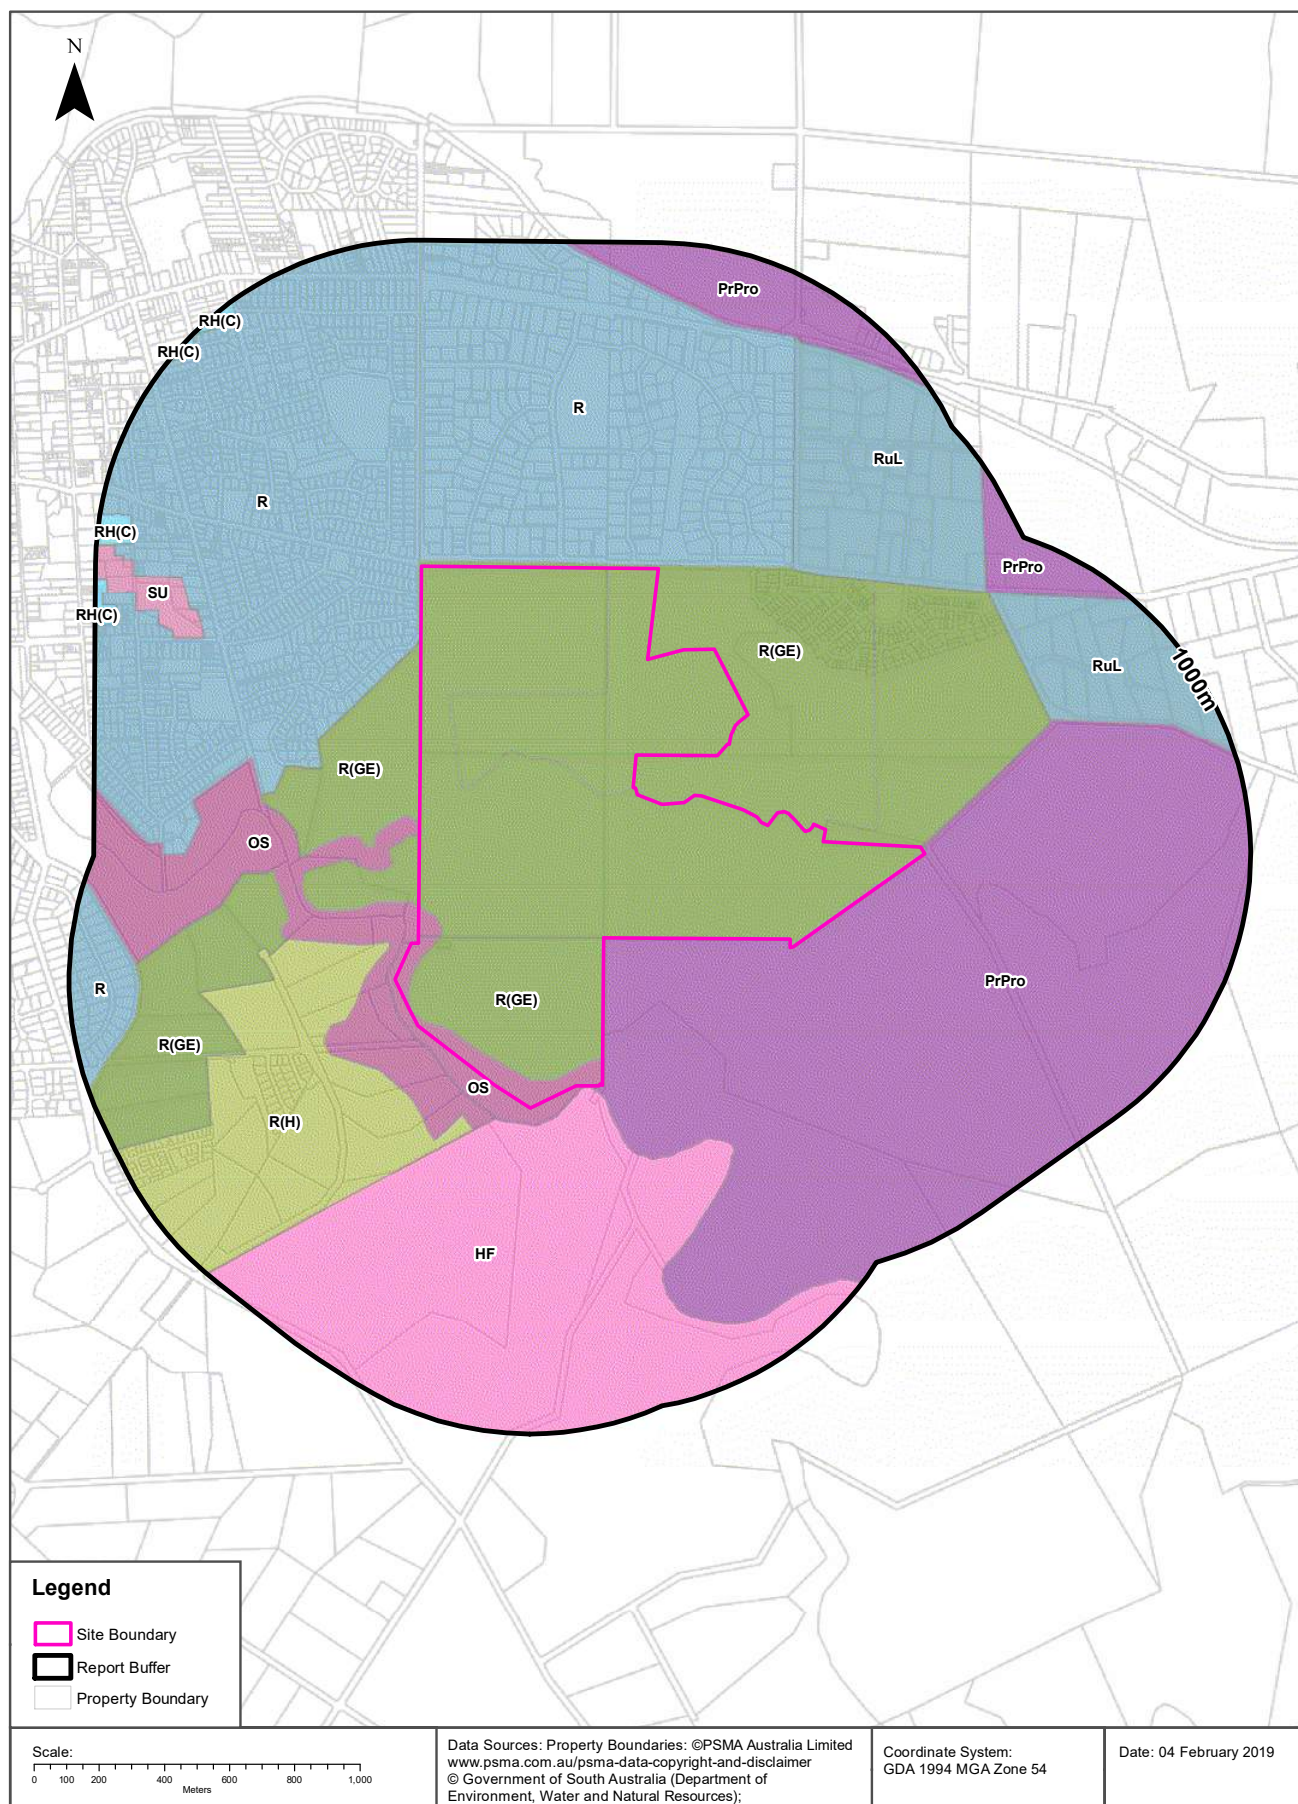 N
PrPro
RH(C)
RH(C)
R
RuL
R
RH(C)
PrPro
SU
RH(C)
R(GE)
RuL
1000m
R(GE)
OS
PrPro
R
R(GE)
R(GE)
OS
R(H)
HF
Legend
Site Boundary
Report Buffer
Property Boundary
Scale:
0 100 200 400 600 800 1,000
Meters
Data Sources: Property Boundaries: ©PSMA Australia Limited
www.psma.com.au/psma-data-copyright-and-disclaimer
© Government of South Australia (Department of
Environment, Water and Natural Resources);
Coordinate System:
GDA 1994 MGA Zone 54
Date: 04 February 2019